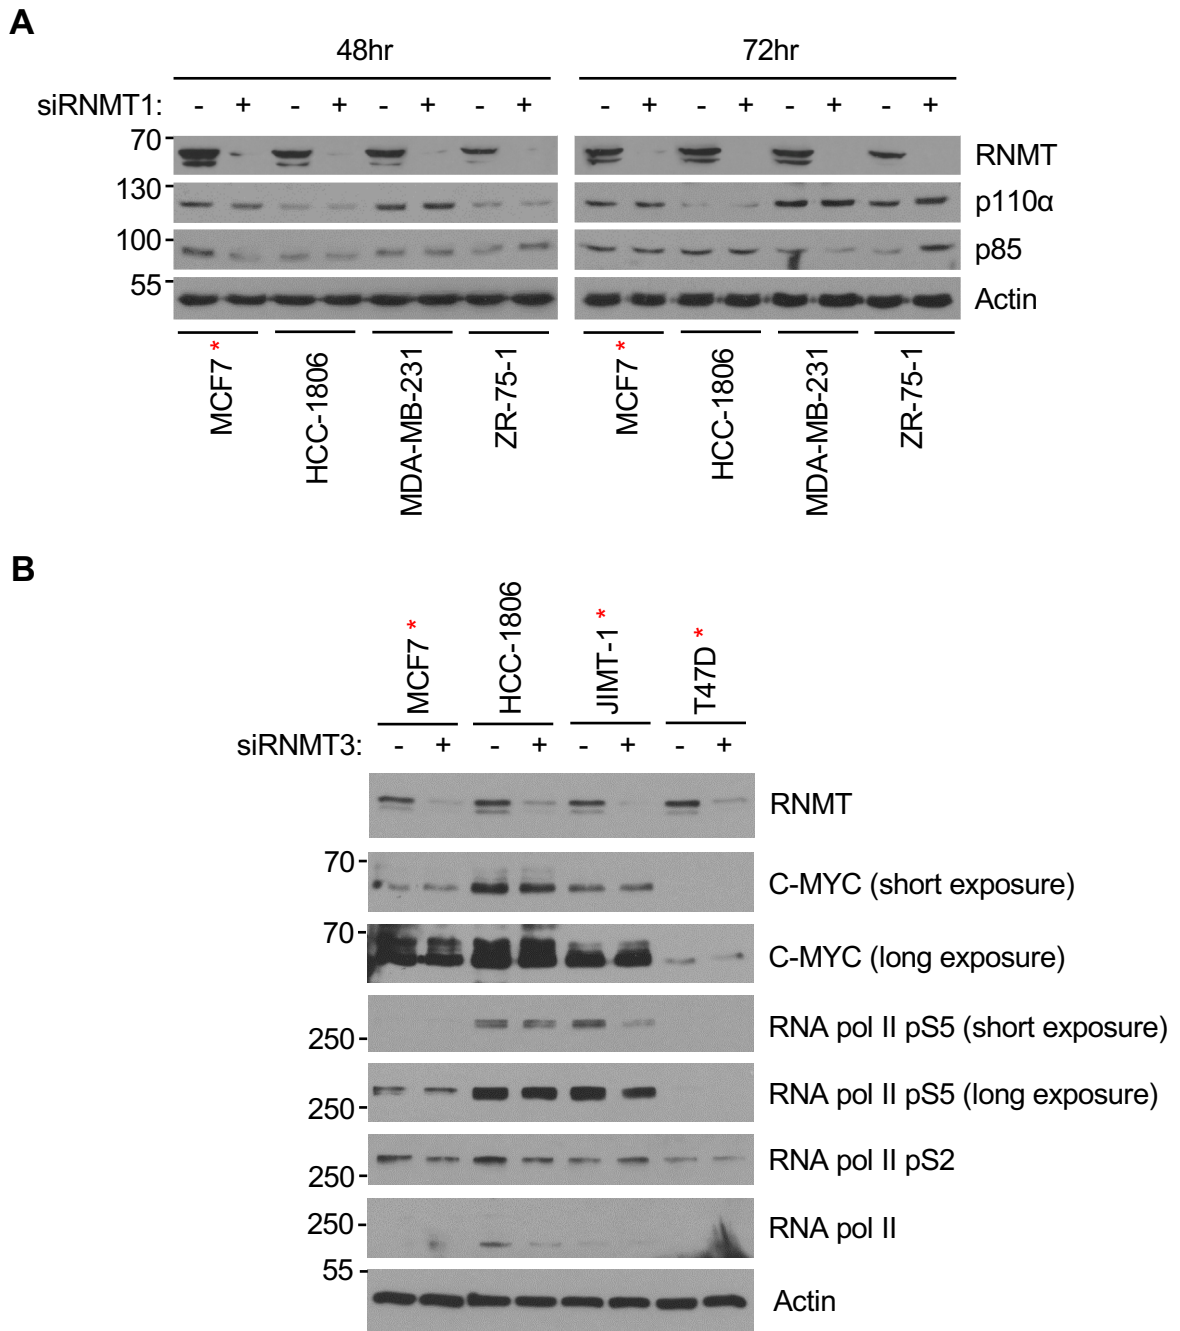 A
48hr 72hr
siRNMT1: - + - + - + - + - + - + - + - +
70 RNMT
130 p110α
100 p85
55 Actin
MCF7 * HCC-1806 MDA-MB-231 ZR-75-1 MCF7 * HCC-1806 MDA-MB-231 ZR-75-1
B
MCF7 * HCC-1806 JIMT-1 * T47D *
siRNMT3: - + - + - + - +
RNMT
70 C-MYC (short exposure)
70 C-MYC (long exposure)
250 RNA pol II pS5 (short exposure)
250 RNA pol II pS5 (long exposure)
250 RNA pol II pS2
250 RNA pol II
55 Actin